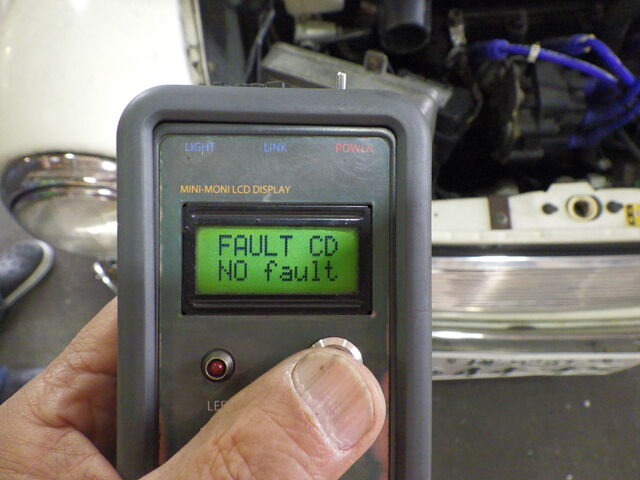 LIGHT LINK POWER
MINI-MONI LCD DISPLAY
FAULT CD
NO fault